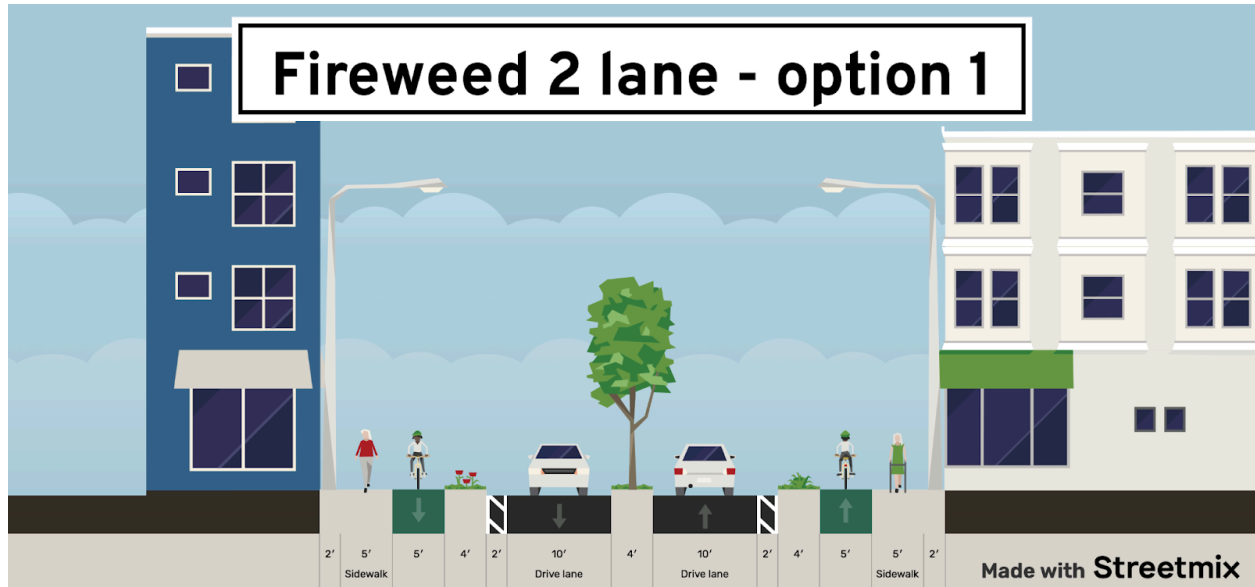 Fireweed 2 lane - option 1
2′ 5′ 5′ 4′ 2′ 10′ 4′ 10′ 2′ 4′ 5′ 5′ 2′
Sidewalk Drive lane Drive lane Sidewalk
Made with Streetmix